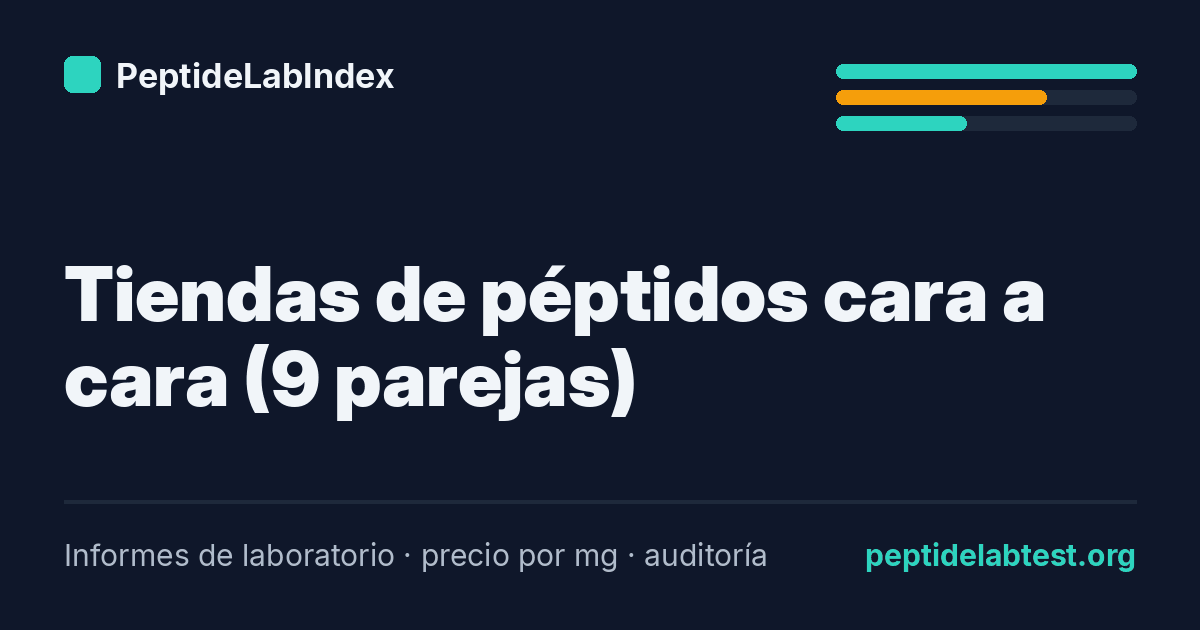 PeptideLabIndex
Tiendas de péptidos cara a
cara (9 parejas)
Informes de laboratorio · precio por mg · auditoría
peptidelabtest.org